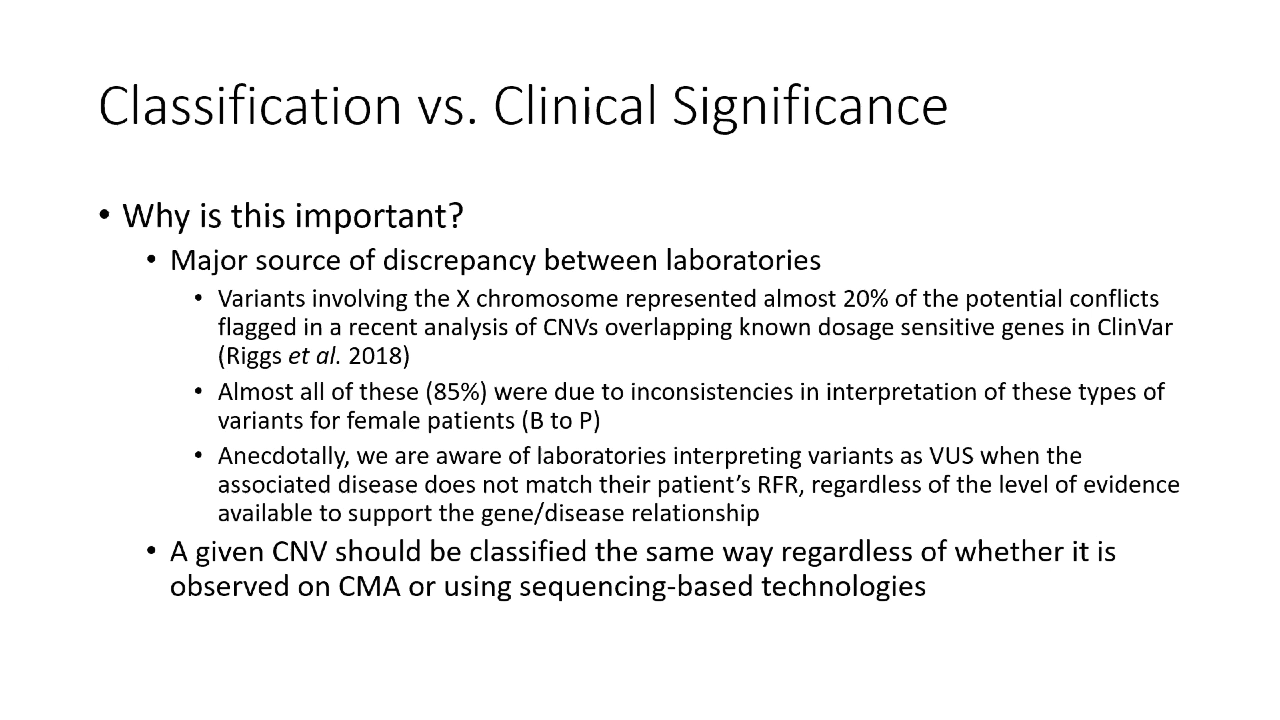 Classification vs. Clinical Significance
• Why is this important?
• Major source of discrepancy between laboratories
• Variants involving the X chromosome represented almost 20% of the potential conflicts
flagged in a recent analysis of CNVs overlapping known dosage sensitive genes in ClinVar
(Riggs et al. 2018)
• Almost all of these (85%) were due to inconsistencies in interpretation of these types of
variants for female patients (B to P)
• Anecdotally, we are aware of laboratories interpreting variants as VUS when the
associated disease does not match their patient’s RFR, regardless of the level of evidence
available to support the gene/disease relationship
• A given CNV should be classified the same way regardless of whether it is
observed on CMA or using sequencing-based technologies